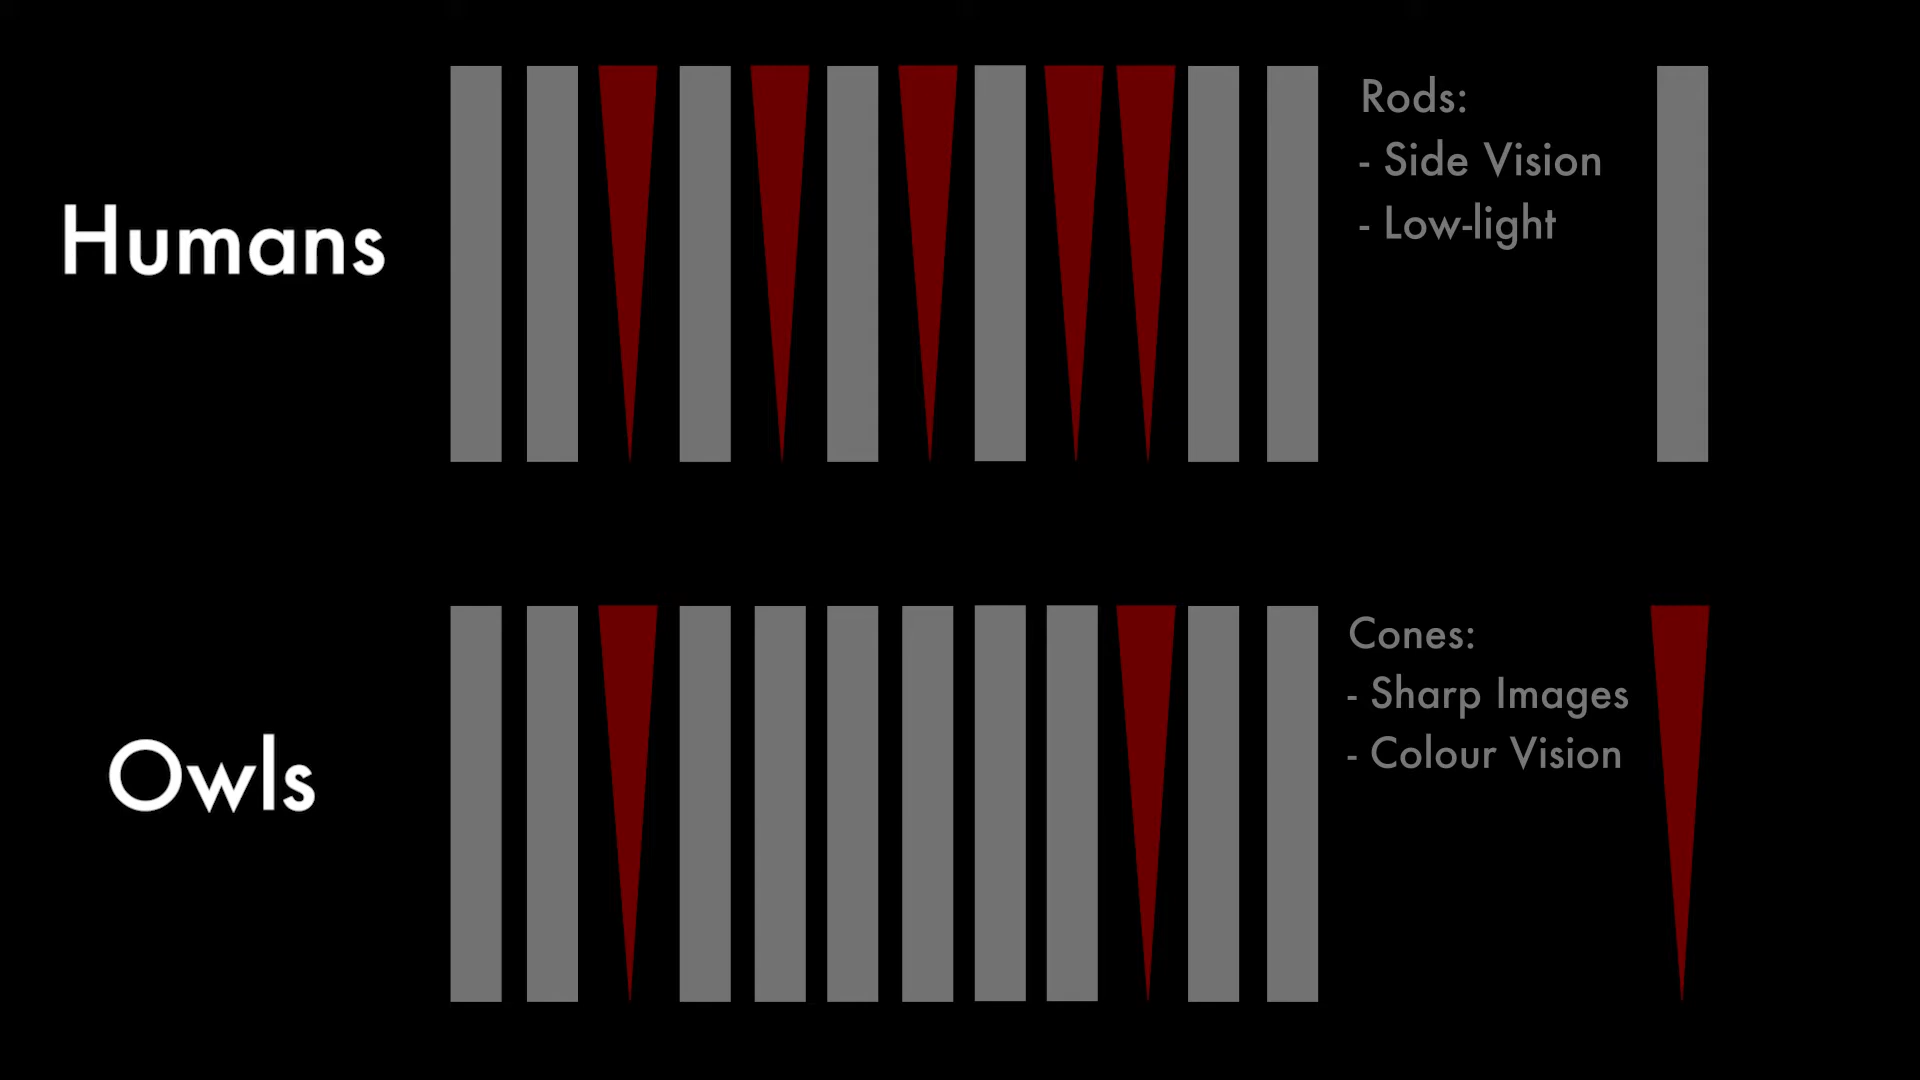 Humans
Rods:
- Side Vision
- Low-light
Owls
Cones:
- Sharp Images
- Colour Vision